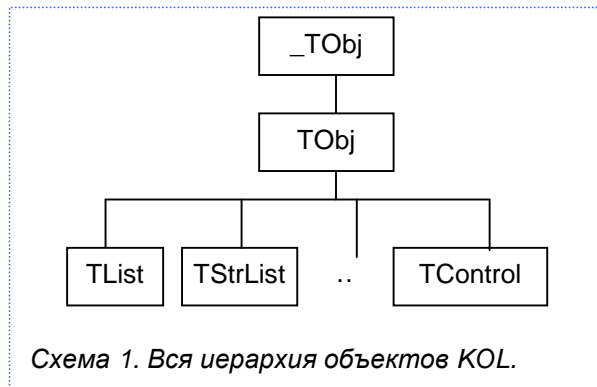 _TObj
TObj
TList TStrList .. TControl
Схема 1. Вся иерархия объектов KOL.